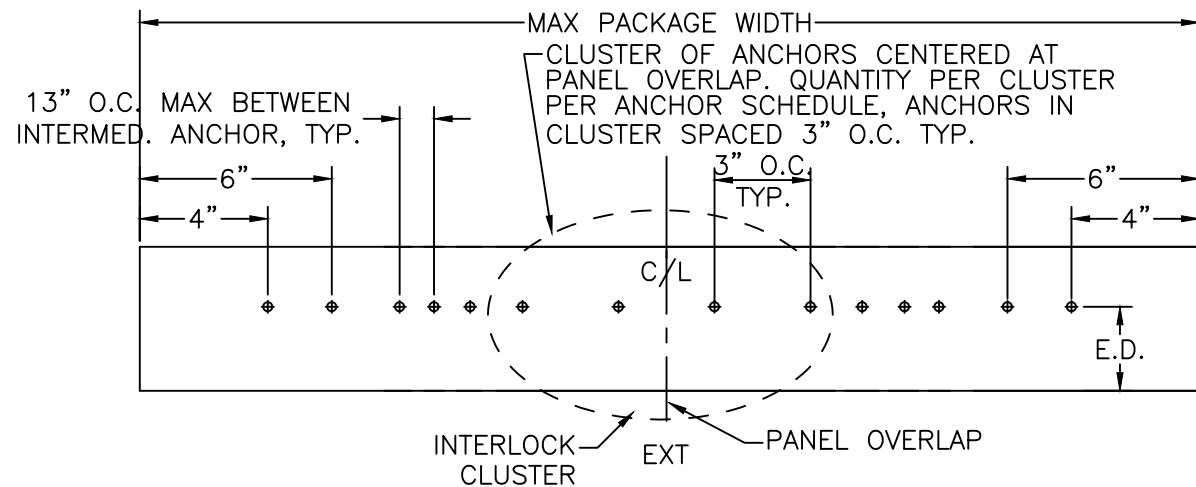 MAX PACKAGE WIDTH
CLUSTER OF ANCHORS CENTERED AT
PANEL OVERLAP. QUANTITY PER CLUSTER
PER ANCHOR SCHEDULE, ANCHORS IN
CLUSTER SPACED 3" O.C. TYP.
13" O.C. MAX BETWEEN
INTERMED. ANCHOR, TYP.
3" O.C.
TYP.
6"
6"
4"
4"
C/L
E.D.
INTERLOCK
CLUSTER
EXT
PANEL OVERLAP